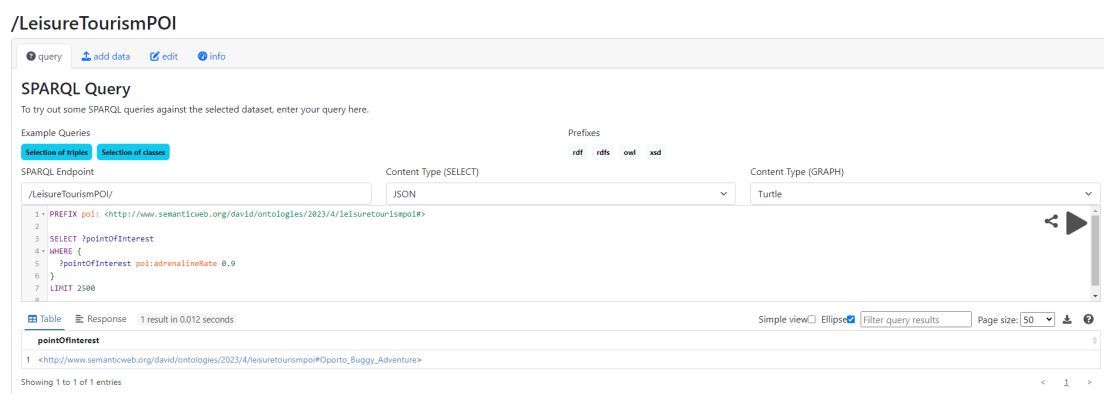 /LeisureTourismPOI
query add data edit info
SPARQL Query
To try out some SPARQL queries against the selected dataset, enter your query here.
Example Queries Prefixes
Selection of triples Selection of classes rdf rdfs owl xsd
SPARQL Endpoint Content Type (SELECT) Content Type (GRAPH)
/LeisureTourismPOI/ JSON Turtle
1 PREFIX poi: <http://www.semanticweb.org/david/ontologies/2023/4/leisuretourismpoi#>
2
3 SELECT ?pointOfInterest
4 WHERE {
5 ?pointOfInterest poi:adrenalineRate 0.9
6 }
7 LIMIT 2500
8
Table Response 1 result in 0.012 seconds Simple view Ellipse Filter query results Page size: 50
pointOfInterest
1 <http://www.semanticweb.org/david/ontologies/2023/4/leisuretourismpoi#Oporto_Buggy_Adventure>
Showing 1 to 1 of 1 entries < 1 >